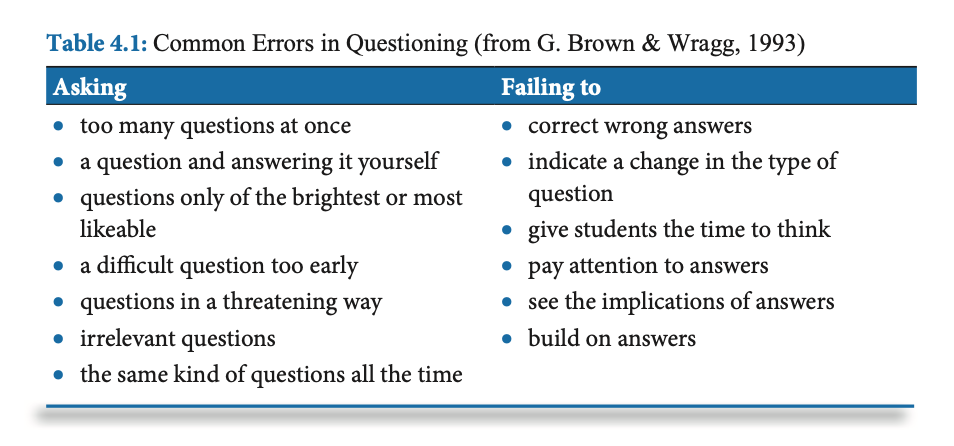 Table 4.1: Common Errors in Questioning (from G. Brown & Wragg, 1993)
Asking
• too many questions at once
• a question and answering it yourself
• questions only of the brightest or most
likeable
• a difficult question too early
• questions in a threatening way
• irrelevant questions
• the same kind of questions all the time
Failing to
• correct wrong answers
• indicate a change in the type of
question
• give students the time to think
• pay attention to answers
• see the implications of answers
• build on answers